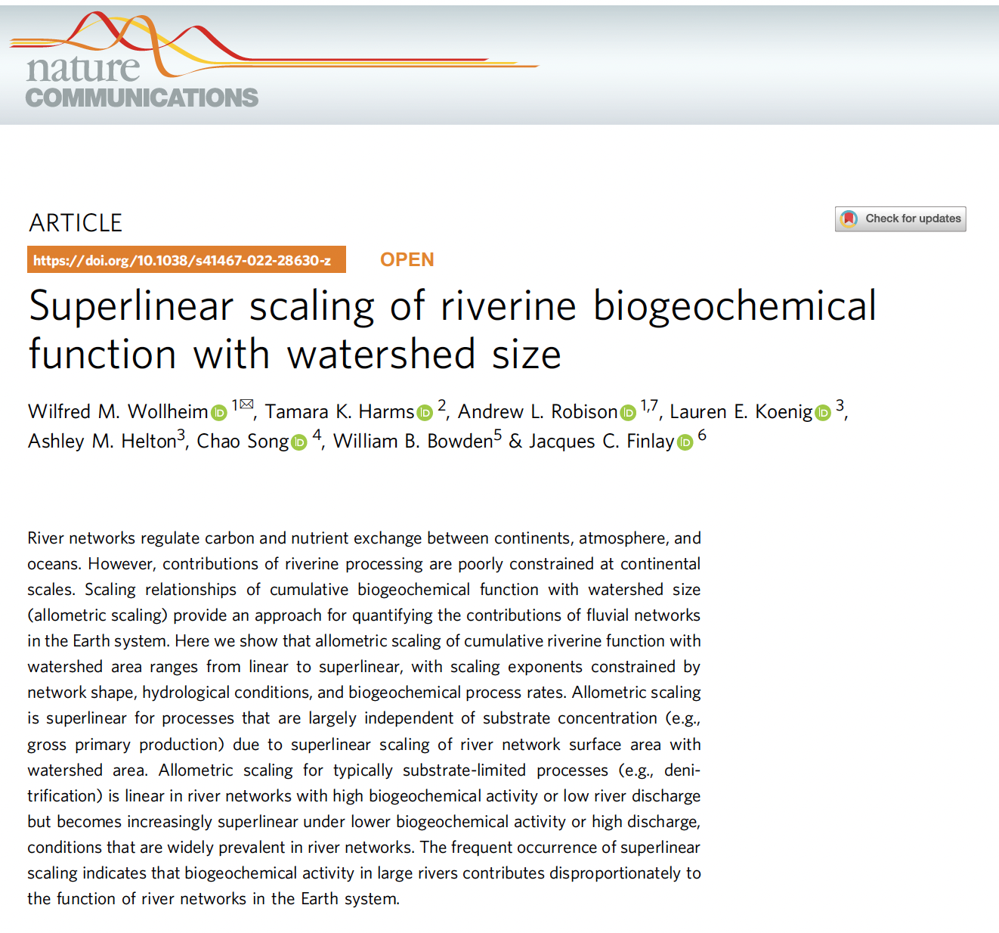 nature
COMMUNICATIONS
ARTICLE
Check for updates
https://doi.org/10.1038/s41467-022-28630-z
OPEN
Superlinear scaling of riverine biogeochemical
function with watershed size
Wilfred M. Wollheim iD 1✉, Tamara K. Harms iD 2, Andrew L. Robison iD 1,7, Lauren E. Koenig iD 3,
Ashley M. Helton3, Chao Song iD 4, William B. Bowden5 & Jacques C. Finlay iD 6
River networks regulate carbon and nutrient exchange between continents, atmosphere, and
oceans. However, contributions of riverine processing are poorly constrained at continental
scales. Scaling relationships of cumulative biogeochemical function with watershed size
(allometric scaling) provide an approach for quantifying the contributions of fluvial networks
in the Earth system. Here we show that allometric scaling of cumulative riverine function with
watershed area ranges from linear to superlinear, with scaling exponents constrained by
network shape, hydrological conditions, and biogeochemical process rates. Allometric scaling
is superlinear for processes that are largely independent of substrate concentration (e.g.,
gross primary production) due to superlinear scaling of river network surface area with
watershed area. Allometric scaling for typically substrate-limited processes (e.g., deni-
trification) is linear in river networks with high biogeochemical activity or low river discharge
but becomes increasingly superlinear under lower biogeochemical activity or high discharge,
conditions that are widely prevalent in river networks. The frequent occurrence of superlinear
scaling indicates that biogeochemical activity in large rivers contributes disproportionately to
the function of river networks in the Earth system.